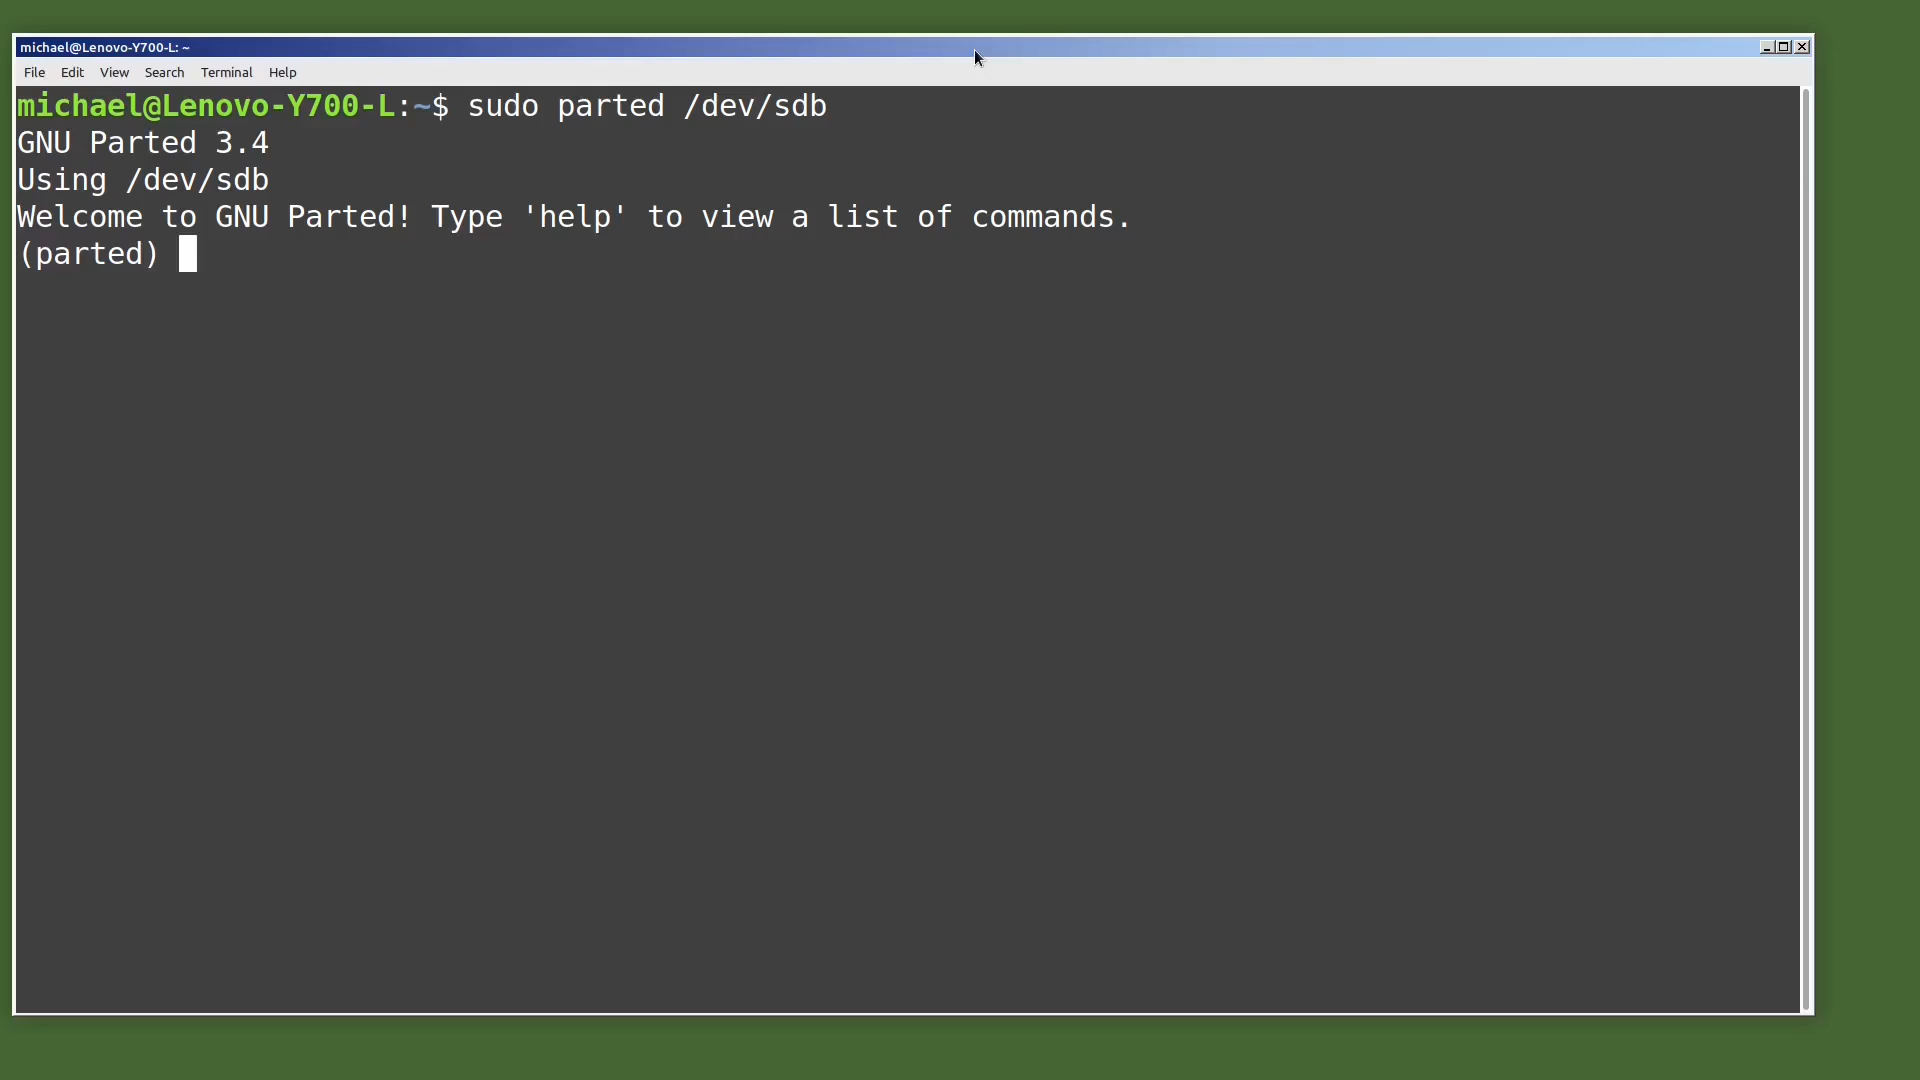 michael@Lenovo-Y700-L: ~
File Edit View Search Terminal Help
michael@Lenovo-Y700-L:~$ sudo parted /dev/sdb
GNU Parted 3.4
Using /dev/sdb
Welcome to GNU Parted! Type 'help' to view a list of commands.
(parted)